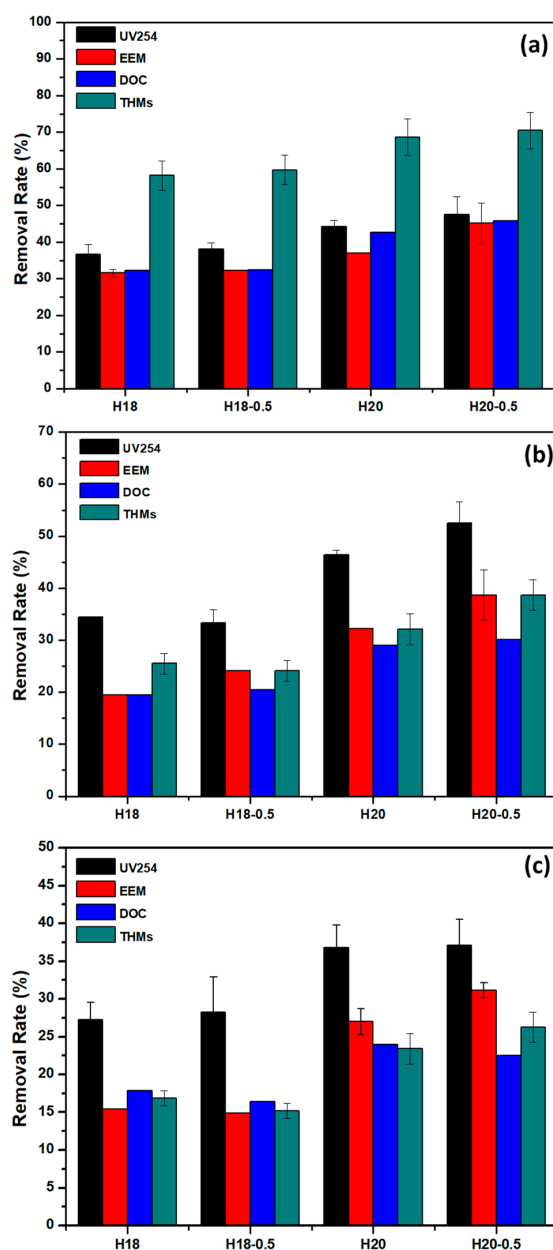 (a)
UV254
EEM
DOC
THMs
Removal Rate (%)
100
90
80
70
60
50
40
30
20
10
0
H18 H18-0.5 H20 H20-0.5
(b)
UV254
EEM
DOC
THMs
Removal Rate (%)
70
60
50
40
30
20
10
0
H18 H18-0.5 H20 H20-0.5
(c)
UV254
EEM
DOC
THMs
Removal Rate (%)
50
45
40
35
30
25
20
15
10
5
0
H18 H18-0.5 H20 H20-0.5